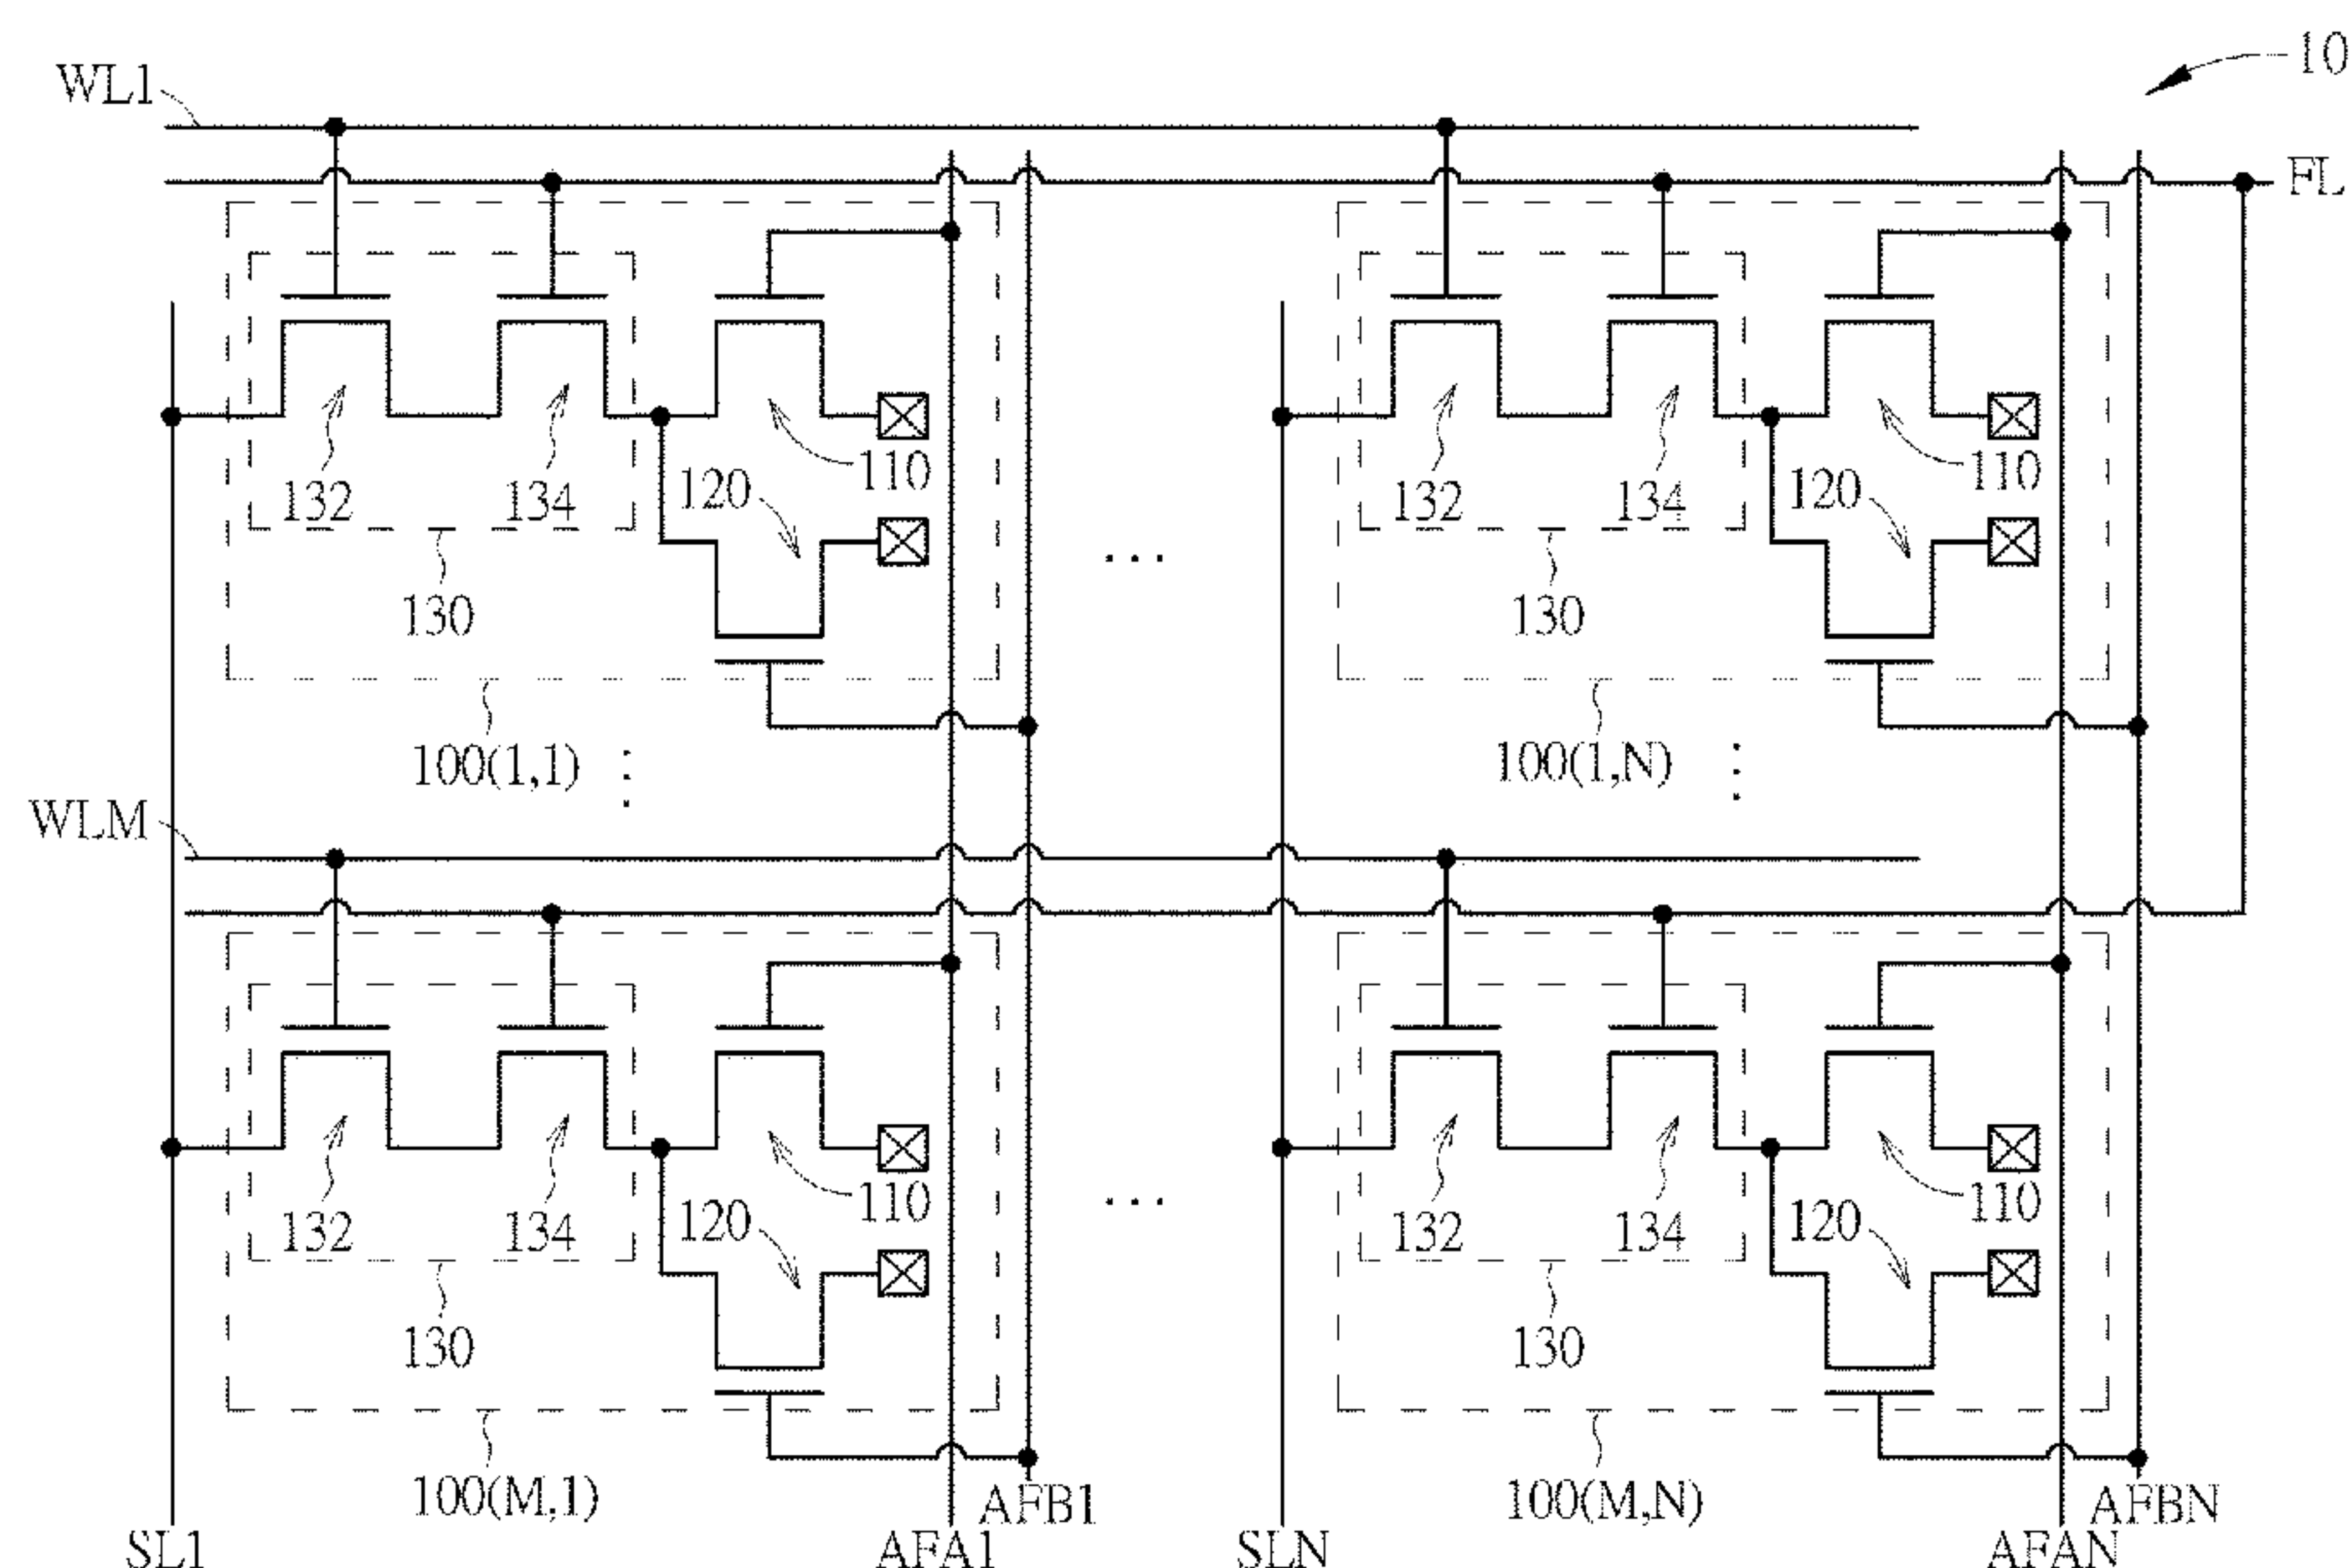 10
WL1
FL
110
120
132
134
130
100(1,1)
110
120
132
134
130
100(1,N)
...
⋮
⋮
WLM
110
120
132
134
130
100(M,1)
110
120
132
134
130
100(M,N)
...
SL1
AFA1
AFB1
SLN
AFAN
AFBN